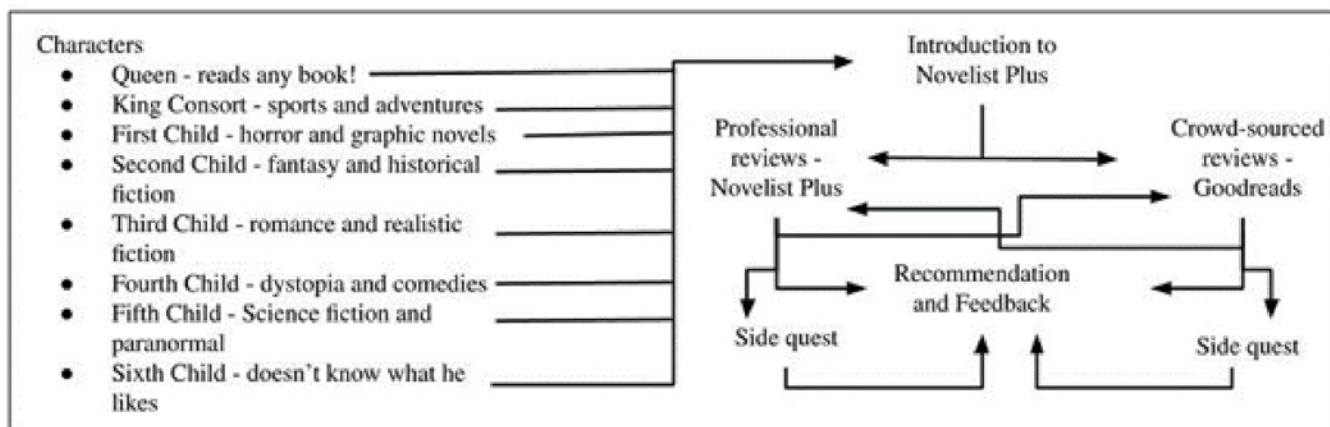 Characters
● Queen - reads any book!
● King Consort - sports and adventures
● First Child - horror and graphic novels
● Second Child - fantasy and historical
fiction
● Third Child - romance and realistic
fiction
● Fourth Child - dystopia and comedies
● Fifth Child - Science fiction and
paranormal
● Sixth Child - doesn't know what he
likes
Introduction to
Novelist Plus
Professional
reviews -
Novelist Plus
Crowd-sourced
reviews -
Goodreads
Recommendation
and Feedback
Side quest
Side quest